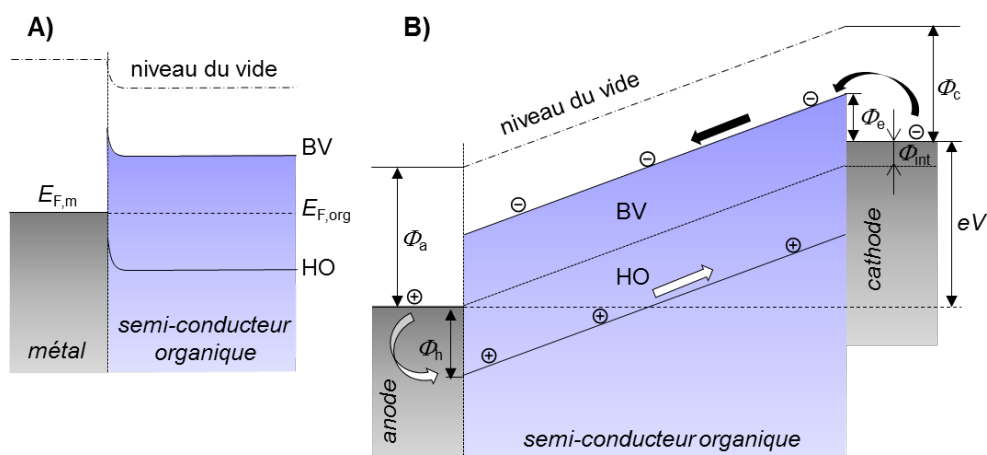 A)
niveau du vide
BV
E_F,m
E_F,org
HO
métal
semi-conducteur
organique
B)
niveau du vide
Φ_c
Φ_e
Φ_int
BV
Φ_a
eV
HO
cathode
Φ_h
anode
semi-conducteur organique